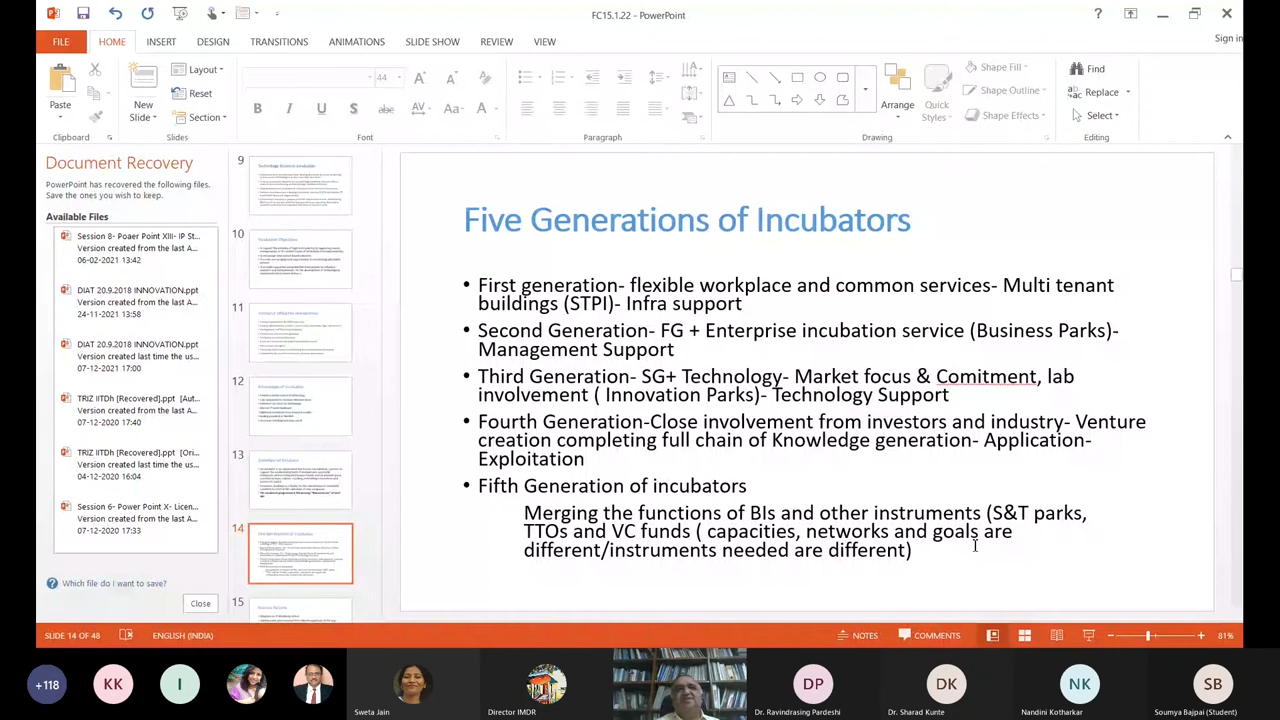 FC15.1.22 - PowerPoint
?
FILE
HOME
INSERT
DESIGN
TRANSITIONS
ANIMATIONS
SLIDE SHOW
REVIEW
VIEW
Sign in
Paste
New
Slide
Layout
Reset
Section
44
B I U S abc AV Aa A
Arrange
Quick
Styles
Shape Fill
Shape Outline
Shape Effects
Find
Replace
Select
Clipboard
Slides
Font
Paragraph
Drawing
Editing
Document Recovery
PowerPoint has recovered the following files.
Save the ones you wish to keep.
Available Files
Session 8- Poaer Point XIII- IP St...
Version created from the last A...
06-02-2021 13:42
DIAT 20.9.2018 INNOVATION.ppt
Version created from the last A...
24-11-2021 13:58
DIAT 20.9.2018 INNOVATION.ppt
Version created last time the us...
07-12-2021 17:00
TRIZ IITDh [Recovered].ppt [Aut...
Version created from the last A...
07-12-2020 17:40
TRIZ IITDh [Recovered].ppt [Ori...
Version created last time the us...
04-12-2020 16:04
Session 6- Power Point X- Licen...
Version created from the last A...
07-12-2020 17:33
Which file do I want to save?
Close
9
10
11
12
13
14
15
Five Generations of Incubators
• First generation- flexible workplace and common services- Multi tenant
buildings (STPI)- Infra support
• Second Generation- FG + Enterprise incubation service (Business Parks)-
Management Support
• Third Generation- SG+ Technology- Market focus & Comitment, lab
involvement ( Innovation Parks)- Technology Support
• Fourth Generation-Close involvement from investors and industry- Venture
creation completing full chain of Knowledge generation- Application-
Exploitation
• Fifth Generation of incubators
Merging the functions of BIs and other instruments (S&T parks,
TTOs and VC funds ( capacities, networks and goals are
different/instuments needed are different)
SLIDE 14 OF 48
ENGLISH (INDIA)
NOTES
COMMENTS
81%
+118
KK
I
Sweta Jain
Director IMDR
DP
Dr. Ravindrasing Pardeshi
DK
Dr. Sharad Kunte
NK
Nandini Kotharkar
SB
Soumya Bajpai (Student)